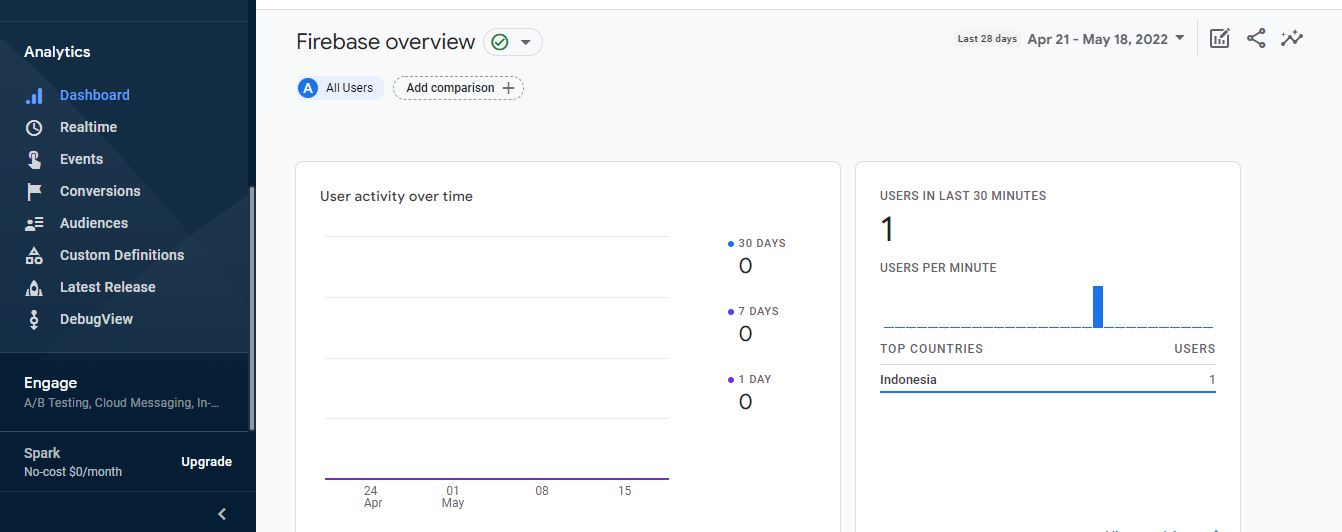 Analytics
Dashboard
Realtime
Events
Conversions
Audiences
Custom Definitions
Latest Release
DebugView
Engage
A/B Testing, Cloud Messaging, In-...
Spark
No-cost $0/month
Upgrade
Firebase overview
Last 28 days Apr 21 - May 18, 2022
A All Users
Add comparison +
User activity over time
30 DAYS
0
7 DAYS
0
1 DAY
0
24 Apr
01 May
08
15
USERS IN LAST 30 MINUTES
1
USERS PER MINUTE
TOP COUNTRIES USERS
Indonesia 1